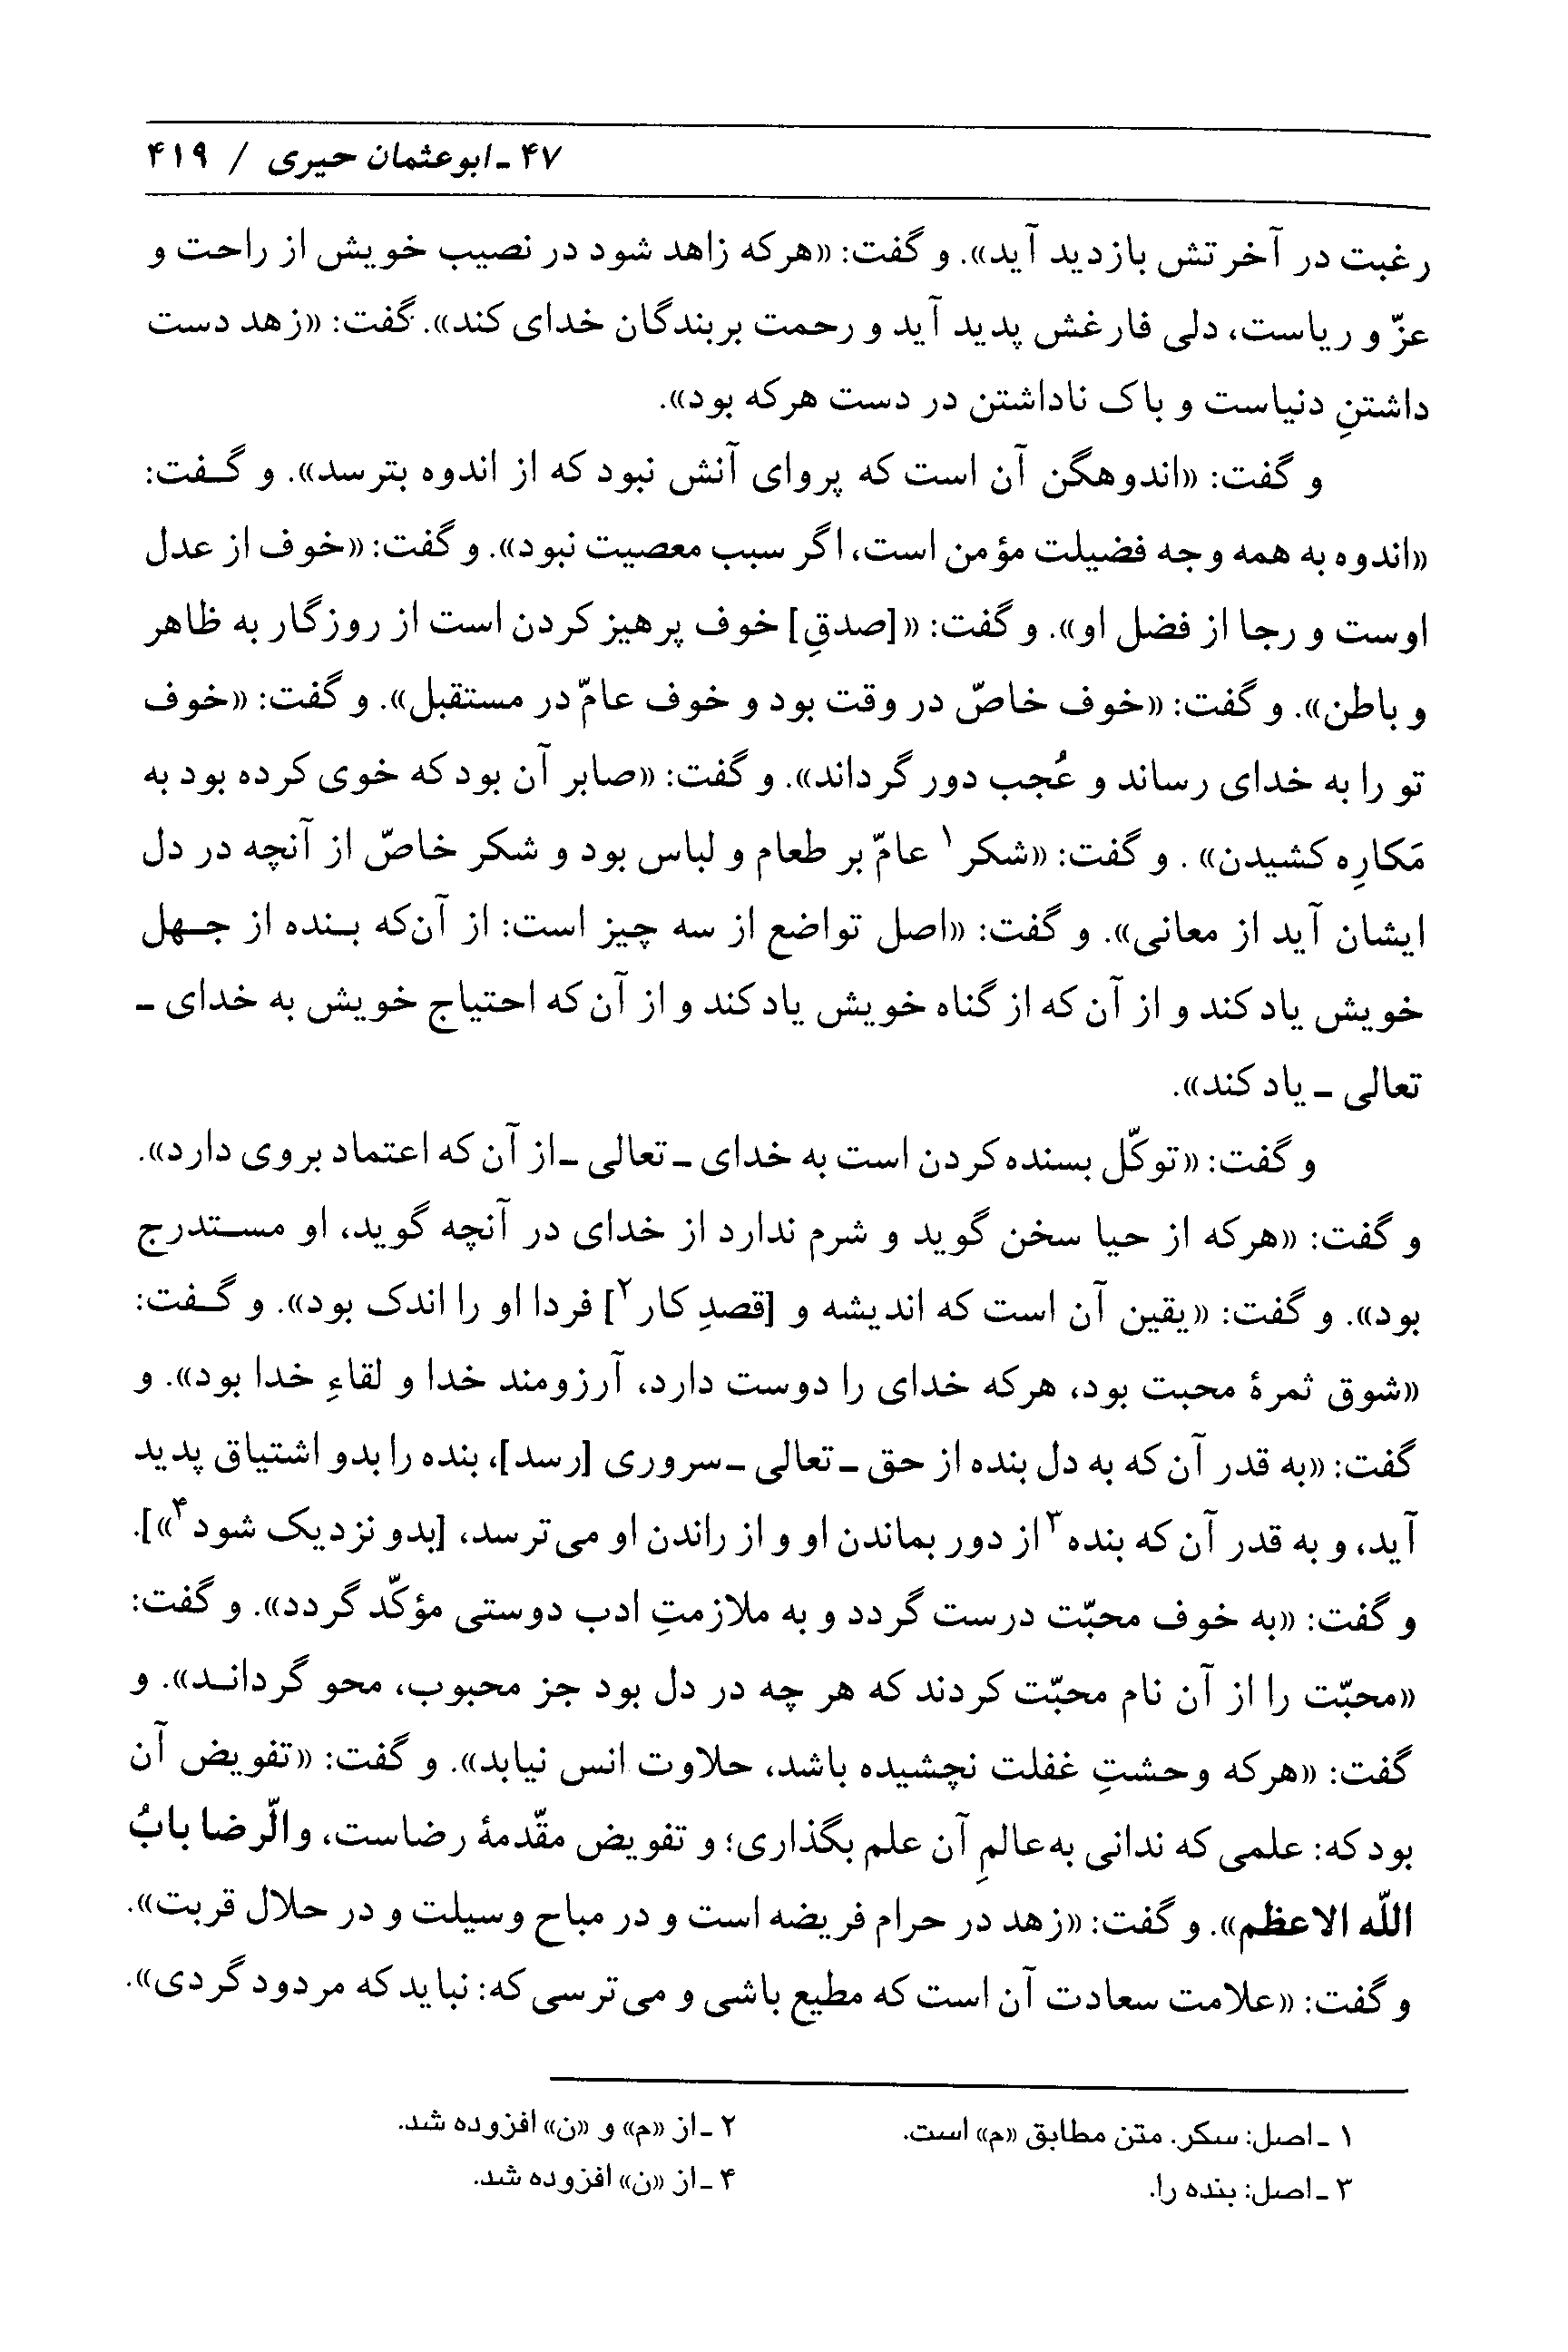 ۴۷ ـ ابوعثمان حیری / ۴۱۹
رغبت در آخرتش بازدید آید». و گفت: «هرکه زاهد شود در نصیب خویش از راحت و
عزّ و ریاست، دلی فارغش پدید آید و رحمت بربندگان خدای کند». گفت: «زهد دست
داشتنِ دنیاست و باک ناداشتن در دست هرکه بود».
و گفت: «اندوهگن آن است که پروای آنش نبود که از اندوه بترسد». و گفت:
«اندوه به همه وجه فضیلت مؤمن است، اگر سبب معصیت نبود». و گفت: «خوف از عدل
اوست و رجا از فضل او». و گفت: «[صدقِ] خوف پرهیز کردن است از روزگار به ظاهر
و باطن». و گفت: «خوف خاصّ در وقت بود و خوف عامّ در مستقبل». و گفت: «خوف
تو را به خدای رساند و عُجب دور گرداند». و گفت: «صابر آن بود که خوی کرده بود به
مَکارِه کشیدن» . و گفت: «شکر۱ عامّ بر طعام و لباس بود و شکر خاصّ از آنچه در دل
ایشان آید از معانی». و گفت: «اصل تواضع از سه چیز است: از آن‌که بنده از جهل
خویش یاد کند و از آن که از گناه خویش یاد کند و از آن که احتیاج خویش به خدای ـ
تعالی ـ یاد کند».
و گفت: «توکّل بسنده کردن است به خدای ـ تعالی ـ از آن که اعتماد بروی دارد».
و گفت: «هرکه از حیا سخن گوید و شرم ندارد از خدای در آنچه گوید، او مستدرج
بود». و گفت: «یقین آن است که اندیشه و [قصدِ کار۲] فردا او را اندک بود». و گفت:
«شوق ثمرهٔ محبت بود، هرکه خدای را دوست دارد، آرزومند خدا و لقاءِ خدا بود». و
گفت: «به قدر آن که به دل بنده از حق ـ تعالی ـ سروری [رسد]، بنده را بدو اشتیاق پدید
آید، و به قدر آن که بنده۳ از دور بماندن او و از راندن او می‌ترسد، [بدو نزدیک شود۴»].
و گفت: «به خوف محبّت درست گردد و به ملازمتِ ادب دوستی مؤکّد گردد». و گفت:
«محبّت را از آن نام محبّت کردند که هر چه در دل بود جز محبوب، محو گرداند». و
گفت: «هرکه وحشتِ غفلت نچشیده باشد، حلاوت انس نیابد». و گفت: «تفویض آن
بود که: علمی که ندانی به‌عالمِ آن علم بگذاری؛ و تفویض مقّدمهٔ رضاست، والّرضا بابُ
اللّه الاعظم». و گفت: «زهد در حرام فریضه است و در مباح وسیلت و در حلال قربت».
و گفت: «علامت سعادت آن است که مطیع باشی و می‌ترسی که: نباید که مردود گردی».
۱ ـ اصل: سکر. متن مطابق «م» است.
۲ ـ از «م» و «ن» افزوده شد.
۳ ـ اصل: بنده را.
۴ ـ از «ن» افزوده شد.